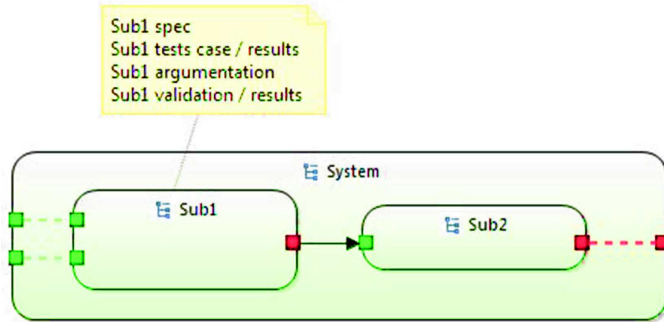 Sub1 spec
Sub1 tests case / results
Sub1 argumentation
Sub1 validation / results
System
Sub1
Sub2